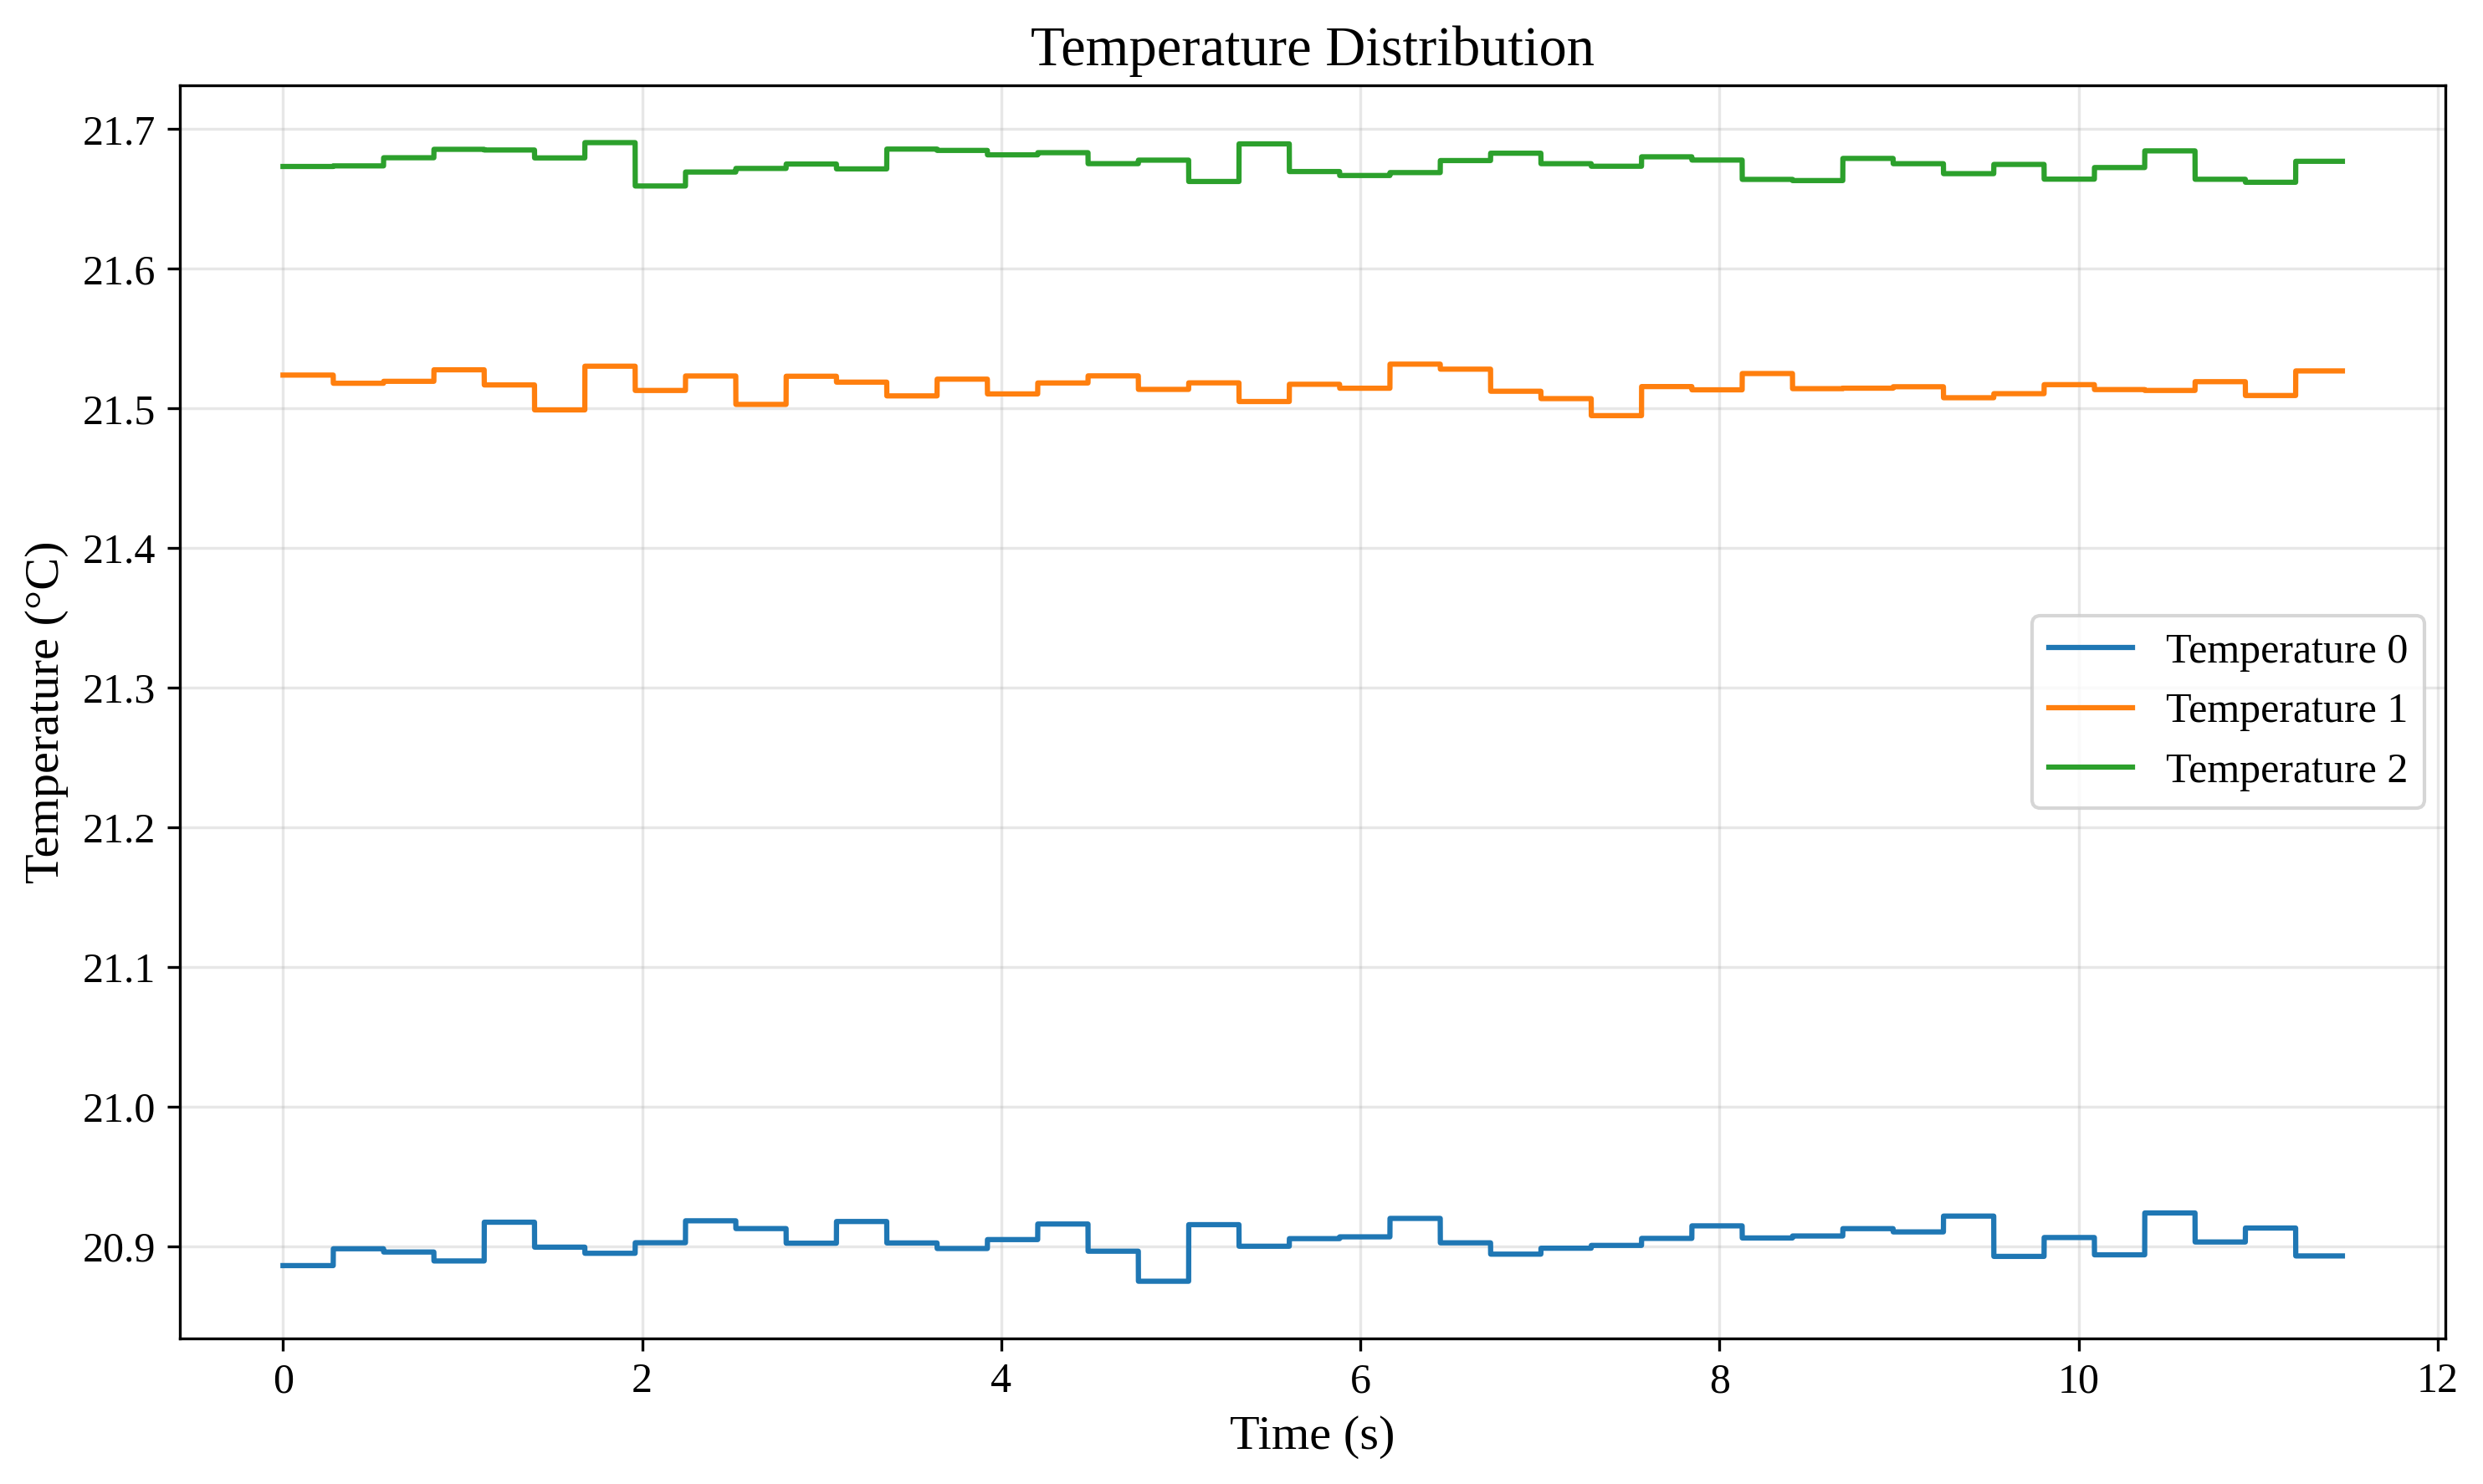 Temperature Distribution
Temperature (°C)
21.7
21.6
21.5
21.4
21.3
21.2
21.1
21.0
20.9
Temperature 0
Temperature 1
Temperature 2
0 2 4 6 8 10 12
Time (s)